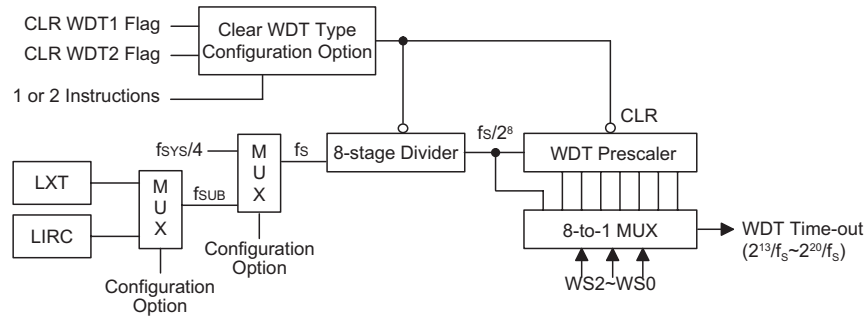 CLR WDT1 Flag
CLR WDT2 Flag
1 or 2 Instructions
Clear WDT Type
Configuration Option
CLR
fSYS/4
MUX
fS
8-stage Divider
fS/2⁸
WDT Prescaler
LXT
LIRC
MUX
fSUB
Configuration
Option
Configuration
Option
8-to-1 MUX
WS2~WS0
WDT Time-out
(2¹³/fS~2²⁰/fS)